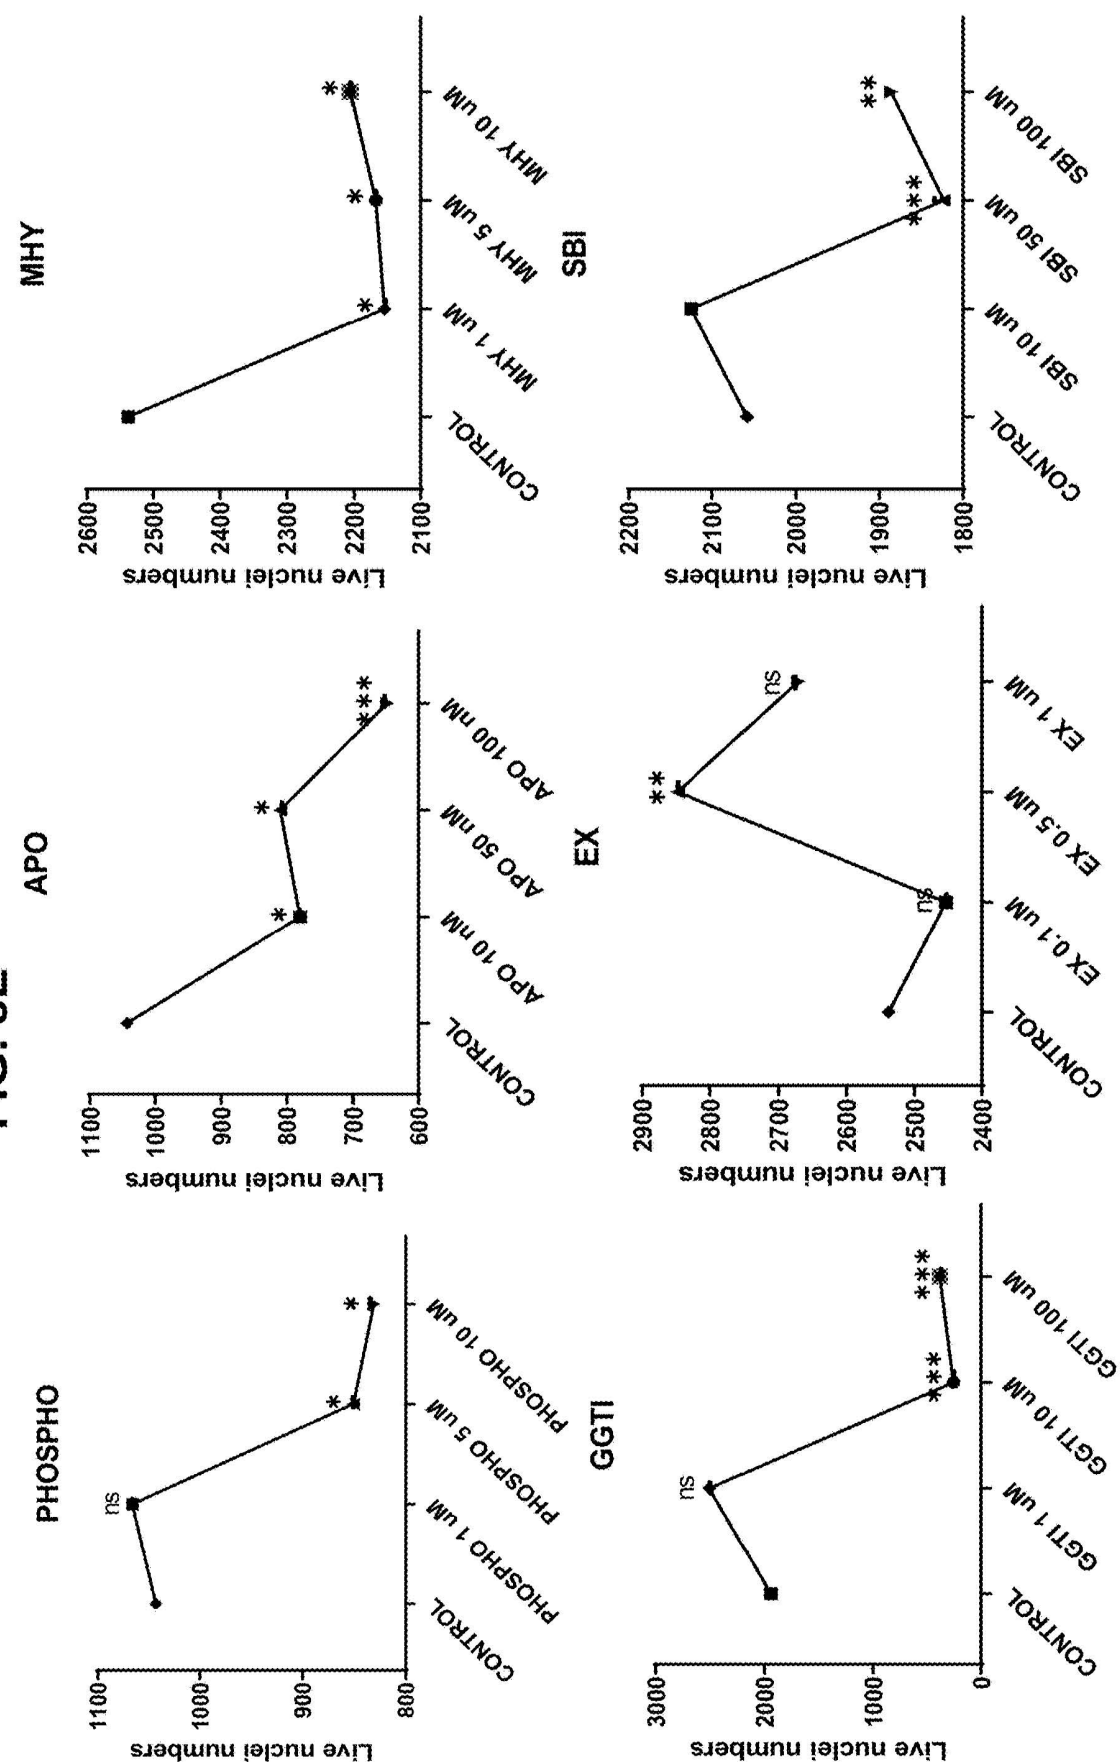 PHOSPHO
Live nuclei numbers
1100
1000
900
800
ns
*
*
CONTROL
PHOSPHO 1 uM
PHOSPHO 5 uM
PHOSPHO 10 uM
APO
Live nuclei numbers
1100
1000
900
800
700
600
*
*
***
CONTROL
APO 10 nM
APO 50 nM
APO 100 nM
MHY
Live nuclei numbers
2600
2500
2400
2300
2200
2100
*
*
*
CONTROL
MHY 1 uM
MHY 5 uM
MHY 10 uM
GGTI
Live nuclei numbers
3000
2000
1000
0
ns
***
***
CONTROL
GGTI 1 uM
GGTI 10 uM
GGTI 100 uM
EX
Live nuclei numbers
2900
2800
2700
2600
2500
2400
ns
**
ns
CONTROL
EX 0.1 uM
EX 0.5 uM
EX 1 uM
SBI
Live nuclei numbers
2200
2100
2000
1900
1800
***
**
CONTROL
SBI 10 uM
SBI 50 uM
SBI 100 uM